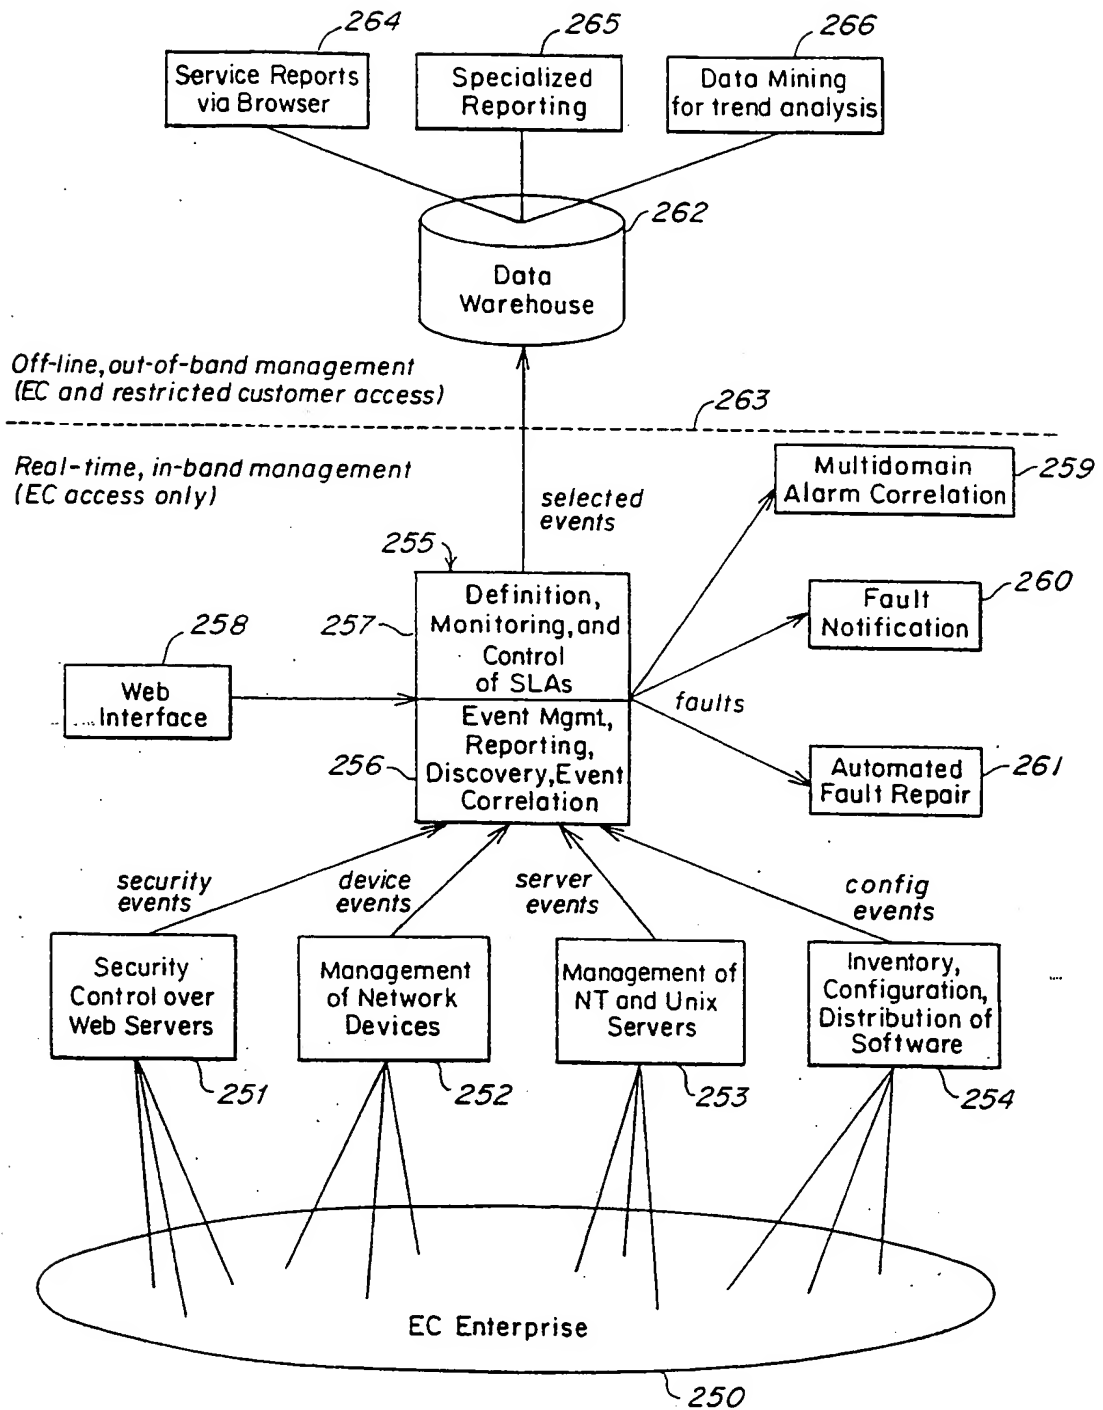 264
265
266
Service Reports
via Browser
Specialized
Reporting
Data Mining
for trend analysis
262
Data
Warehouse
Off-line, out-of-band management
(EC and restricted customer access)
263
Real-time, in-band management
(EC access only)
selected
events
Multidomain
Alarm Correlation
259
255
257
Definition,
Monitoring, and
Control
of SLAs
260
Fault
Notification
258
Web
Interface
faults
256
Event Mgmt,
Reporting,
Discovery, Event
Correlation
261
Automated
Fault Repair
security
events
device
events
server
events
config
events
Security
Control over
Web Servers
Management
of Network
Devices
Management of
NT and Unix
Servers
Inventory,
Configuration,
Distribution of
Software
251
252
253
254
EC Enterprise
250